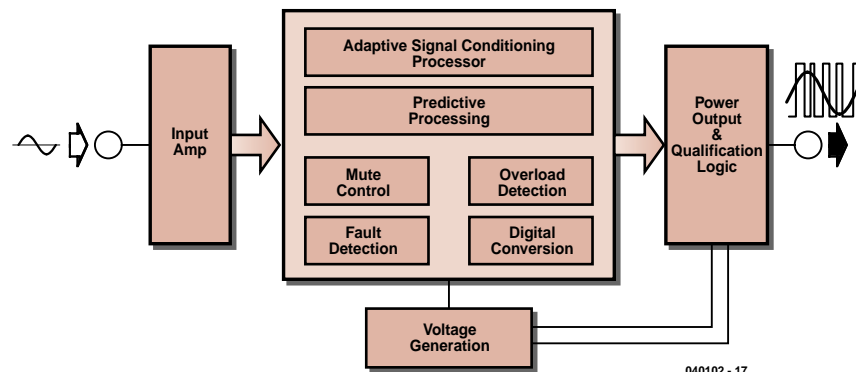 Adaptive Signal Conditioning
Processor
Predictive
Processing
Input
Amp
Mute
Control
Overload
Detection
Fault
Detection
Digital
Conversion
Power
Output
&
Qualification
Logic
Voltage
Generation
040102 - 17